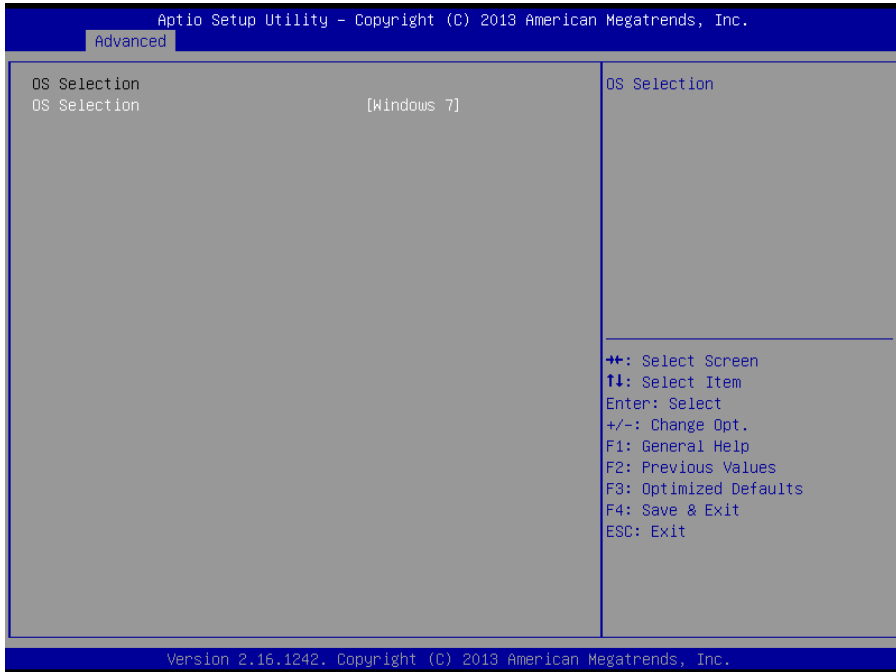 Aptio Setup Utility – Copyright (C) 2013 American Megatrends, Inc.
Advanced
OS Selection
OS Selection [Windows 7]
OS Selection
→←: Select Screen
↑↓: Select Item
Enter: Select
+/-: Change Opt.
F1: General Help
F2: Previous Values
F3: Optimized Defaults
F4: Save & Exit
ESC: Exit
Version 2.16.1242. Copyright (C) 2013 American Megatrends, Inc.